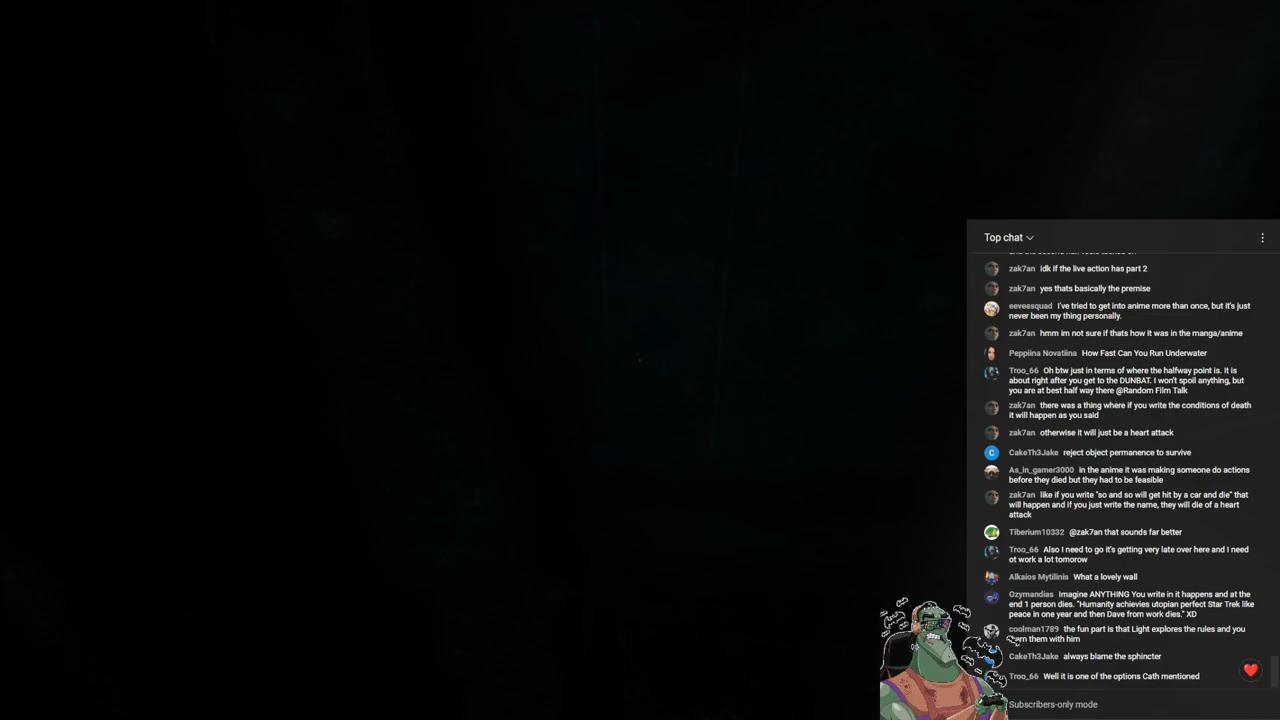 Top chat
zak7an idk if the live action has part 2
zak7an yes thats basically the premise
eeveesquad I've tried to get into anime more than once, but it's just
never been my thing personally.
zak7an hmm im not sure if thats how it was in the manga/anime
Peppiina Novatiina How Fast Can You Run Underwater
Troo_66 Oh btw just in terms of where the halfway point is. It is
about right after you get to the DUNBAT. I won't spoil anything, but
you are at best half way there @Random Film Talk
zak7an there was a thing where if you write the conditions of death
it will happen as you said
zak7an otherwise it will just be a heart attack
C CakeTh3Jake reject object permanence to survive
As_in_gamer3000 in the anime it was making someone do actions
before they died but they had to be feasible
zak7an like if you write "so and so will get hit by a car and die" that
will happen and if you just write the name, they will die of a heart
attack
Tiberium10332 @zak7an that sounds far better
Troo_66 Also I need to go it's getting very late over here and I need
ot work a lot tomorow
Alkaios Mytilinis What a lovely wall
Ozymandias Imagine ANYTHING You write in it happens and at the
end 1 person dies. "Humanity achievies utopian perfect Star Trek like
peace in one year and then Dave from work dies." XD
coolman1789 the fun part is that Light explores the rules and you
them with him
CakeTh3Jake always blame the sphincter
Troo_66 Well it is one of the options Cath mentioned
Subscribers-only mode